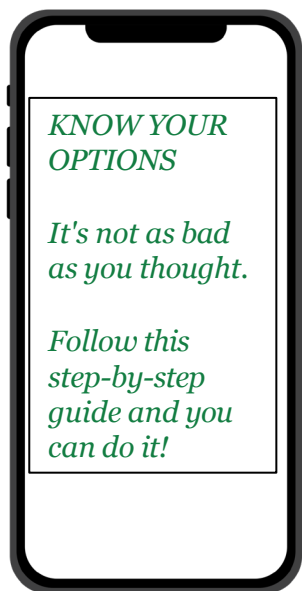 KNOW YOUR
OPTIONS
It's not as bad
as you thought.
Follow this
step-by-step
guide and you
can do it!